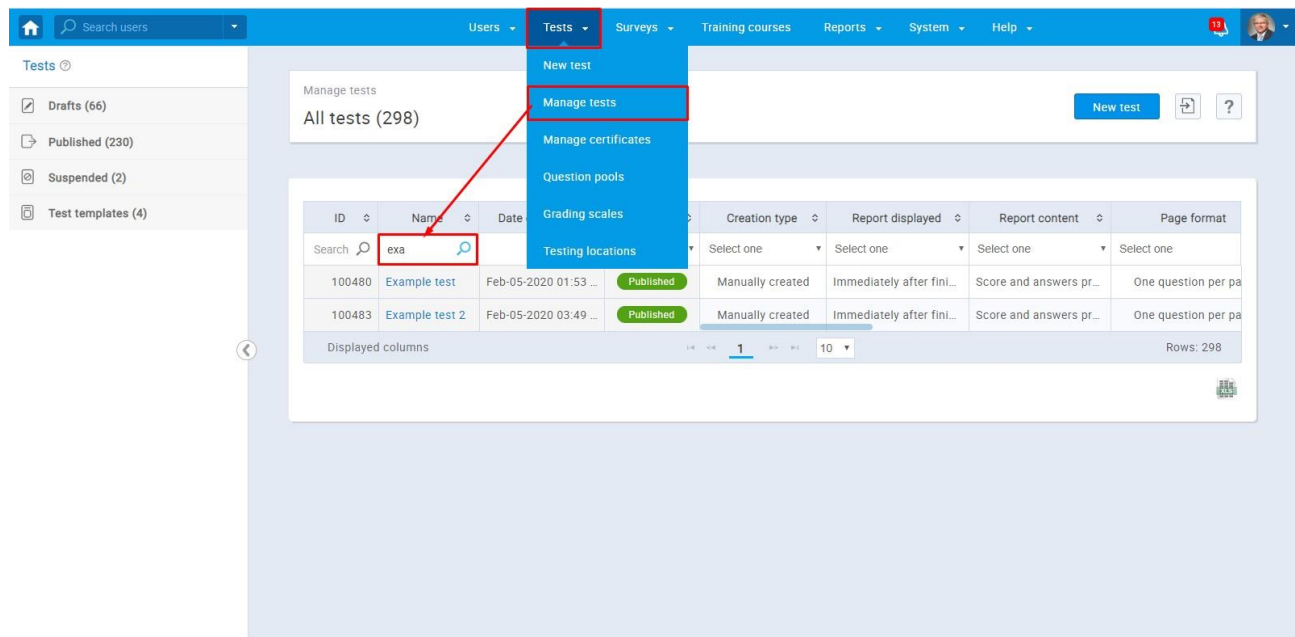 Search users
Users Tests Surveys Training courses Reports System Help 13
Tests
Drafts (66)
Published (230)
Suspended (2)
Test templates (4)
New test
Manage tests
Manage certificates
Question pools
Grading scales
Testing locations
Manage tests
All tests (298)
New test ?
ID Name Date Creation type Report displayed Report content Page format
Search exa Select one Select one Select one Select one
100480 Example test Feb-05-2020 01:53 ... Published Manually created Immediately after fini... Score and answers pr... One question per pa
100483 Example test 2 Feb-05-2020 03:49 ... Published Manually created Immediately after fini... Score and answers pr... One question per pa
Displayed columns 1 10 Rows: 298
XLS